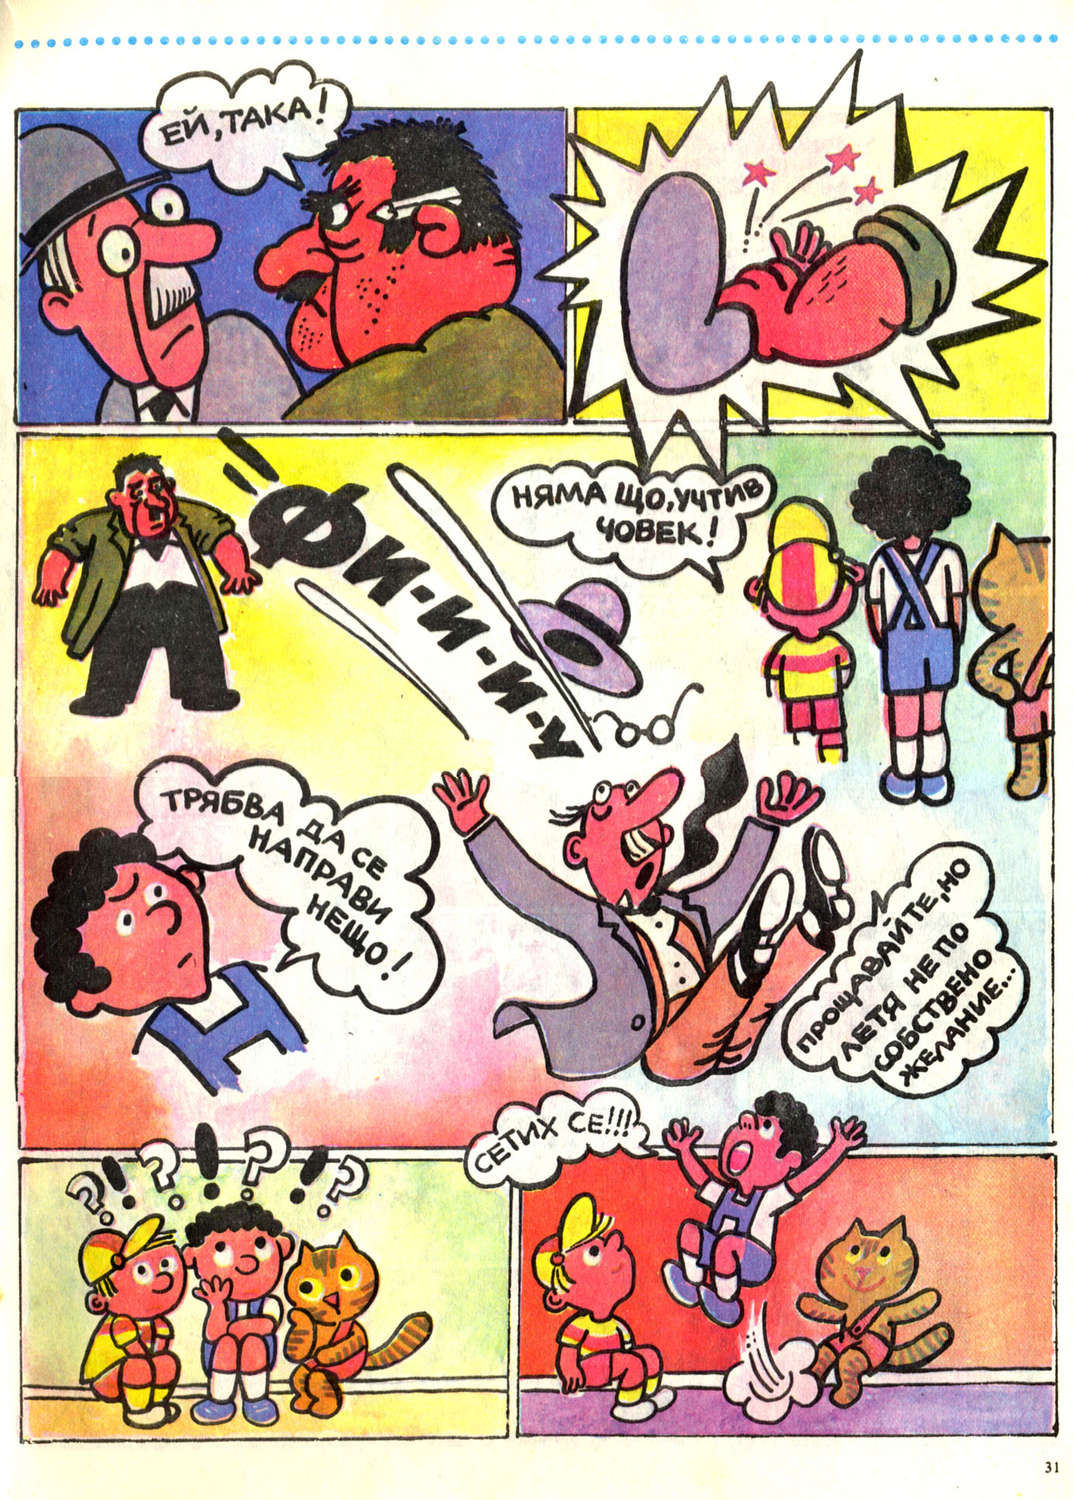 ЕЙ, ТАКА!
ФИ-И-И-И-У
НЯМА ЩО, УЧТИВ
ЧОВЕК!
ТРЯБВА ДА СЕ
НАПРАВИ
НЕЩО!
ПРОЩАВАЙТЕ, НО
ЛЕТЯ НЕ ПО
СОБСТВЕНО
ЖЕЛАНИЕ...
?!?!?!?
СЕТИХ СЕ!!!
31